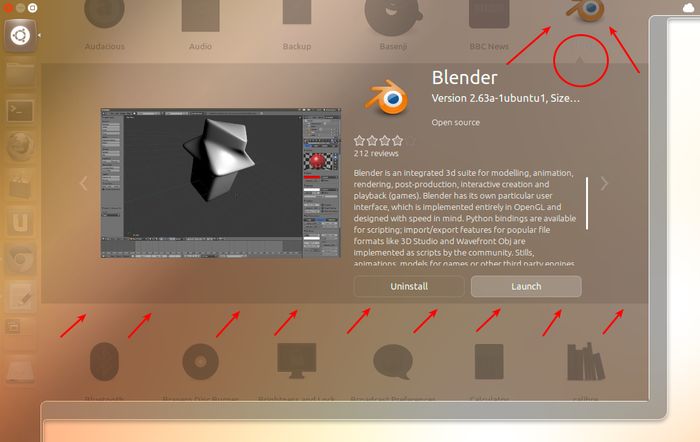 Audacious
Audio
Backup
Basenji
BBC News
Blender
Version 2.63a-1ubuntu1, Size...
Open source
212 reviews
Blender is an integrated 3d suite for modelling, animation,
rendering, post-production, interactive creation and
playback (games). Blender has its own particular user
interface, which is implemented entirely in OpenGL and
designed with speed in mind. Python bindings are available
for scripting; import/export features for popular file
formats like 3D Studio and Wavefront Obj are
implemented as scripts by the community. Stills,
animations, models for games or other third party engines
Uninstall
Launch
Bluetooth
Brasero Disc Burner
Brightness and Lock
Broadcast Preferences
Calculator
calibre